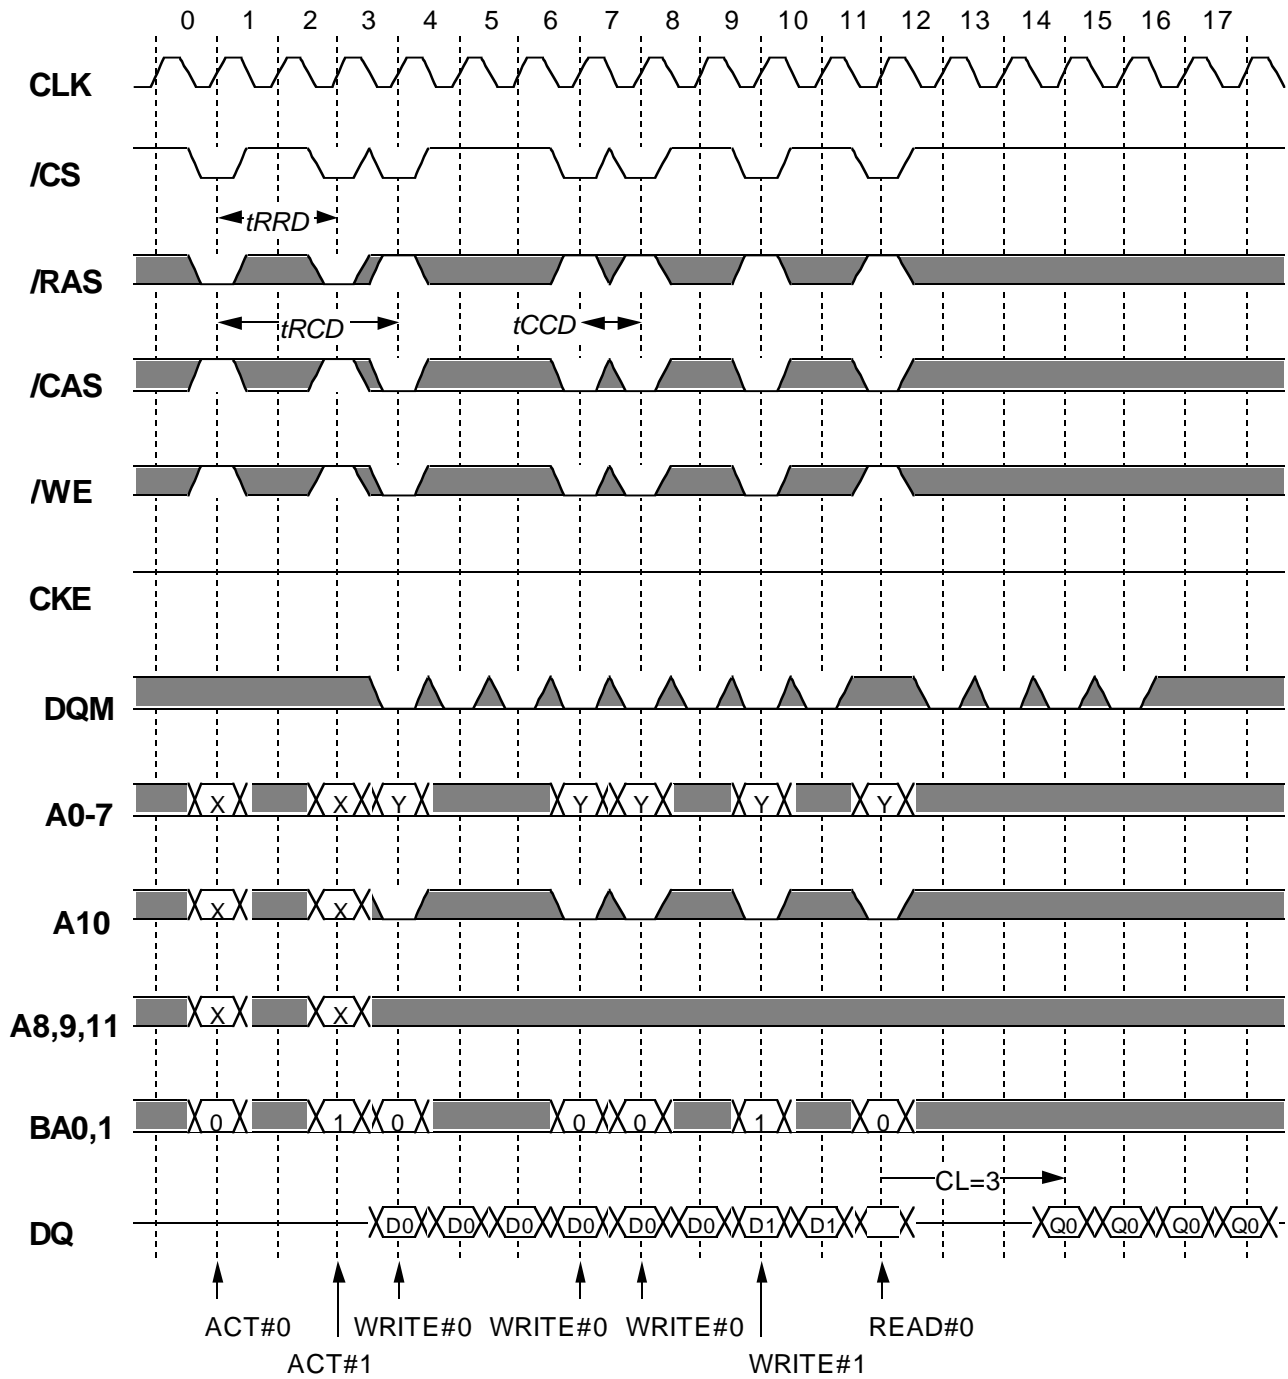 0 1 2 3 4 5 6 7 8 9 10 11 12 13 14 15 16 17
CLK
/CS
tRRD
/RAS
tRCD tCCD
/CAS
/WE
CKE
DQM
A0-7 X X Y Y Y Y Y
A10 X X
A8,9,11 X X
BA0,1 0 1 0 0 0 1 0
CL=3
DQ D0 D0 D0 D0 D0 D0 D1 D1 Q0 Q0 Q0 Q0
ACT#0 WRITE#0 WRITE#0 WRITE#0 READ#0
ACT#1 WRITE#1